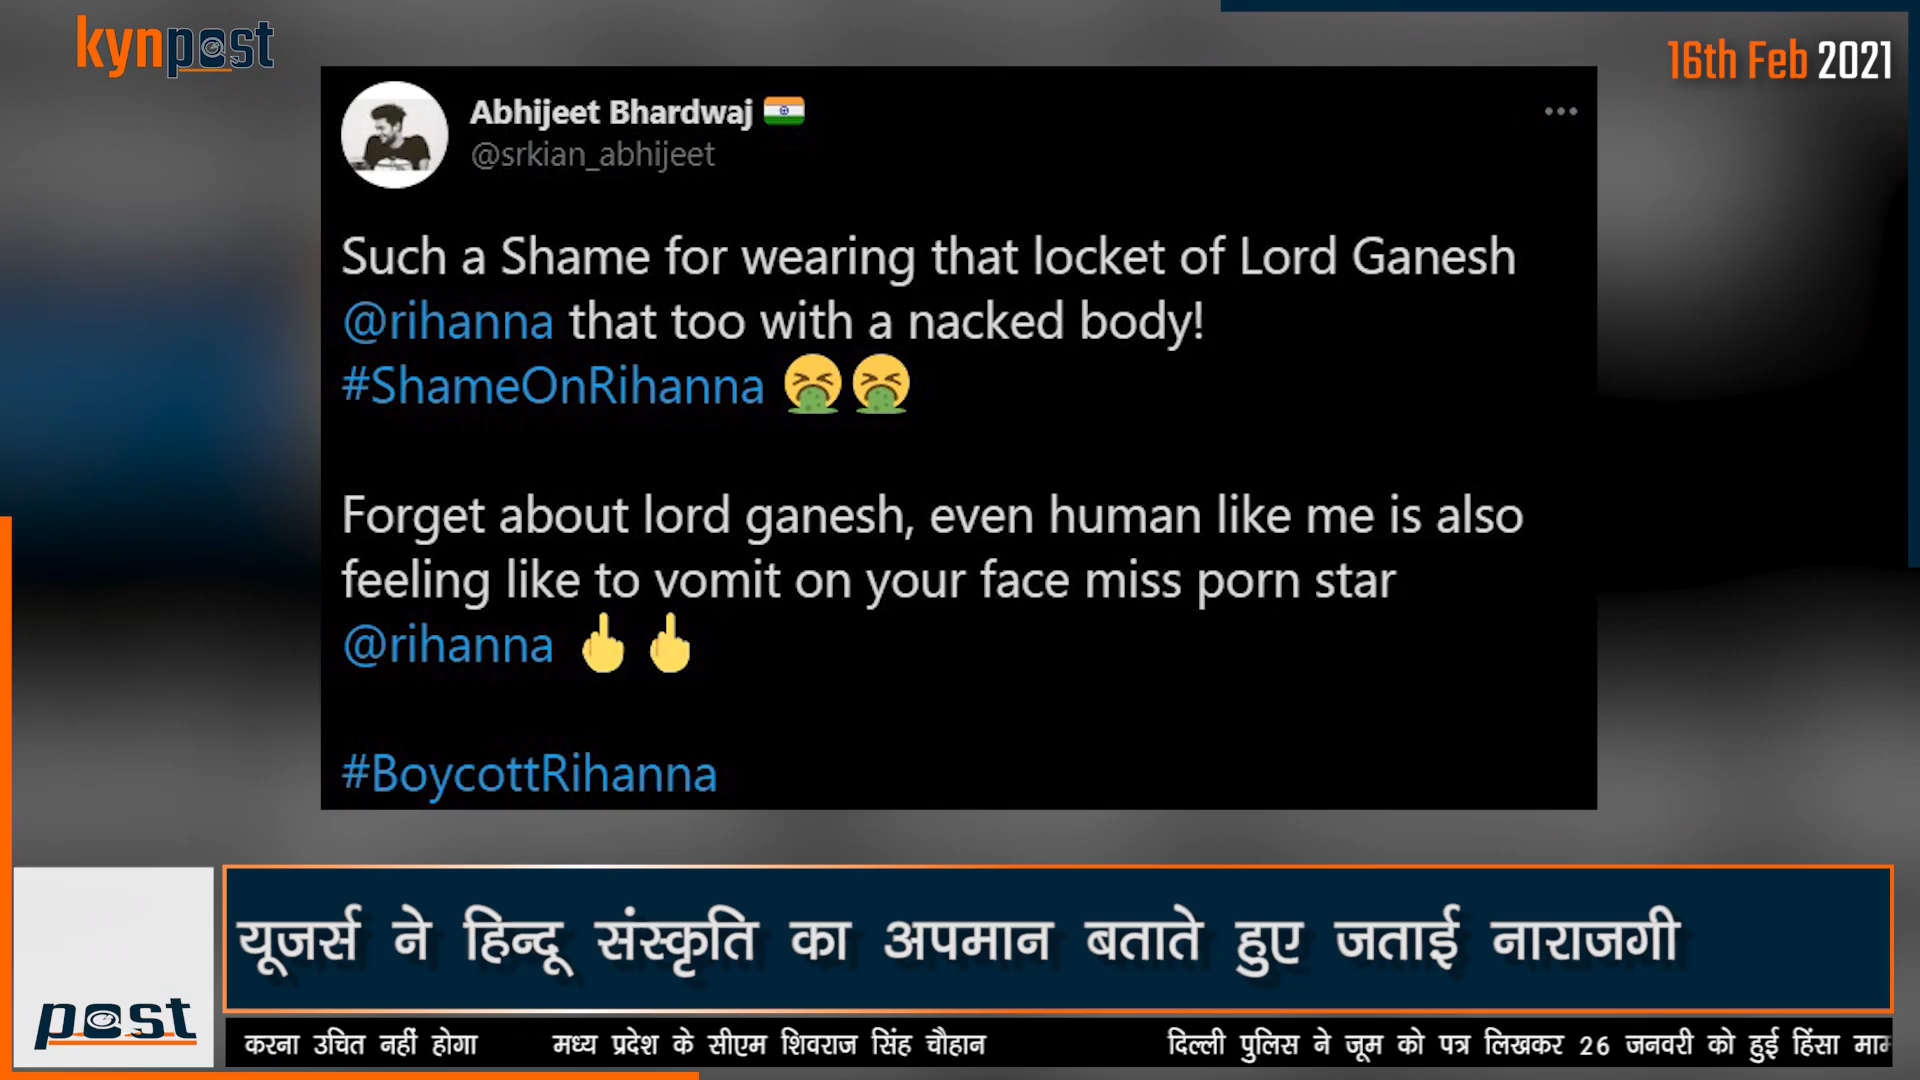 kynpost
16th Feb 2021
Abhijeet Bhardwaj
@srkian_abhijeet
Such a Shame for wearing that locket of Lord Ganesh
@rihanna that too with a nacked body!
#ShameOnRihanna
Forget about lord ganesh, even human like me is also
feeling like to vomit on your face miss porn star
@rihanna
#BoycottRihanna
यूजर्स ने हिन्दू संस्कृति का अपमान बताते हुए जताई नाराजगी
post
करना उचित नहीं होगा मध्य प्रदेश के सीएम शिवराज सिंह चौहान दिल्ली पुलिस ने जूम को पत्र लिखकर 26 जनवरी को हुई हिंसा